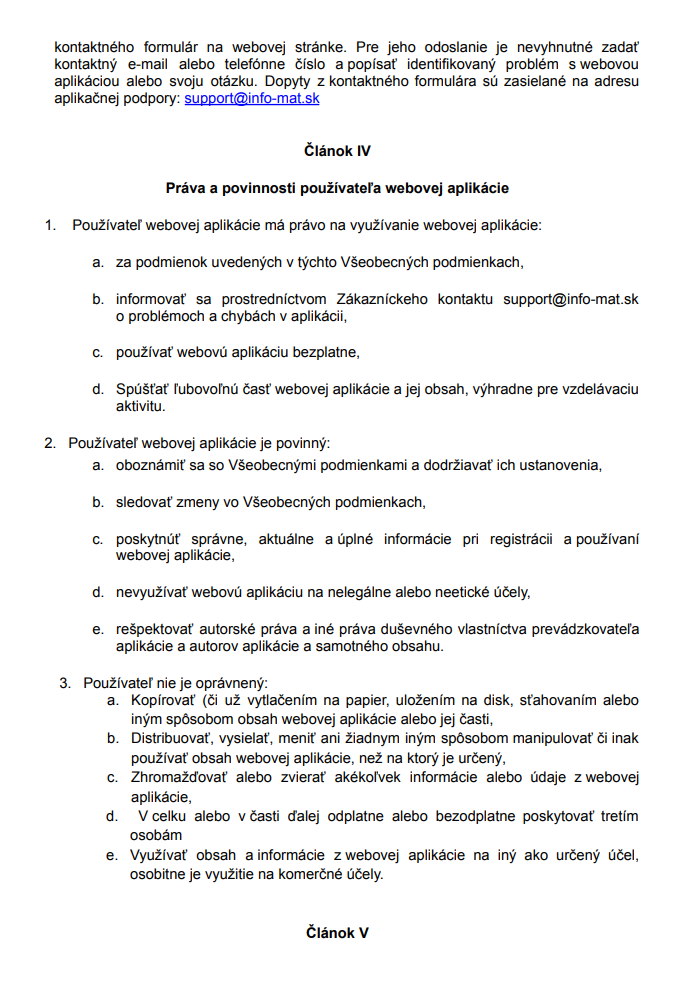 kontaktného formulár na webovej stránke. Pre jeho odoslanie je nevyhnutné zadať
kontaktný e-mail alebo telefónne číslo a popísať identifikovaný problém s webovou
aplikáciou alebo svoju otázku. Dopyty z kontaktného formulára sú zasielané na adresu
aplikačnej podpory: support@info-mat.sk
Článok IV
Práva a povinnosti používateľa webovej aplikácie
1. Používateľ webovej aplikácie má právo na využívanie webovej aplikácie:
a. za podmienok uvedených v týchto Všeobecných podmienkach,
b. informovať sa prostredníctvom Zákazníckeho kontaktu support@info-mat.sk
o problémoch a chybách v aplikácii,
c. používať webovú aplikáciu bezplatne,
d. Spúšťať ľubovoľnú časť webovej aplikácie a jej obsah, výhradne pre vzdelávaciu
aktivitu.
2. Používateľ webovej aplikácie je povinný:
a. oboznámiť sa so Všeobecnými podmienkami a dodržiavať ich ustanovenia,
b. sledovať zmeny vo Všeobecných podmienkach,
c. poskytnúť správne, aktuálne a úplné informácie pri registrácii a používaní
webovej aplikácie,
d. nevyužívať webovú aplikáciu na nelegálne alebo neetické účely,
e. rešpektovať autorské práva a iné práva duševného vlastníctva prevádzkovateľa
aplikácie a autorov aplikácie a samotného obsahu.
3. Používateľ nie je oprávnený:
a. Kopírovať (či už vytlačením na papier, uložením na disk, sťahovaním alebo
iným spôsobom obsah webovej aplikácie alebo jej časti,
b. Distribuovať, vysielať, meniť ani žiadnym iným spôsobom manipulovať či inak
používať obsah webovej aplikácie, než na ktorý je určený,
c. Zhromažďovať alebo zvierať akékoľvek informácie alebo údaje z webovej
aplikácie,
d. V celku alebo v časti ďalej odplatne alebo bezodplatne poskytovať tretím
osobám
e. Využívať obsah a informácie z webovej aplikácie na iný ako určený účel,
osobitne je využitie na komerčné účely.
Článok V